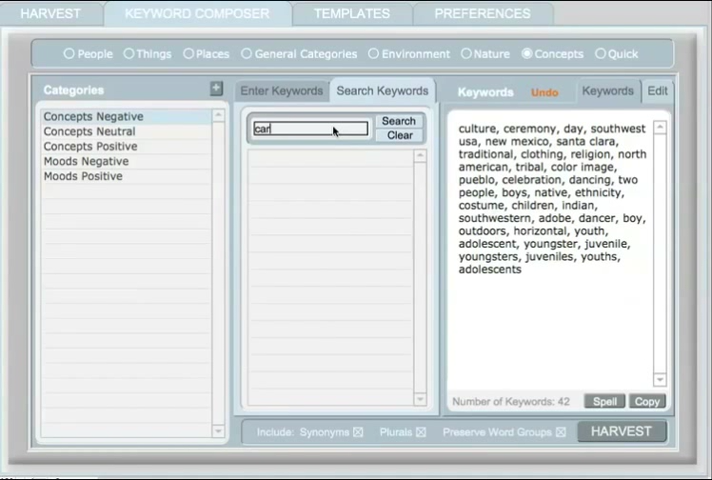 HARVEST KEYWORD COMPOSER TEMPLATES PREFERENCES
People Things Places General Categories Environment Nature Concepts Quick
Categories +
Concepts Negative
Concepts Neutral
Concepts Positive
Moods Negative
Moods Positive
Enter Keywords Search Keywords
car
Search
Clear
Keywords Undo Keywords Edit
culture, ceremony, day, southwest
usa, new mexico, santa clara,
traditional, clothing, religion, north
american, tribal, color image,
pueblo, celebration, dancing, two
people, boys, native, ethnicity,
costume, children, indian,
southwestern, adobe, dancer, boy,
outdoors, horizontal, youth,
adolescent, youngster, juvenile,
youngsters, juveniles, youths,
adolescents
Number of Keywords: 42 Spell Copy
Include: Synonyms Plurals Preserve Word Groups HARVEST